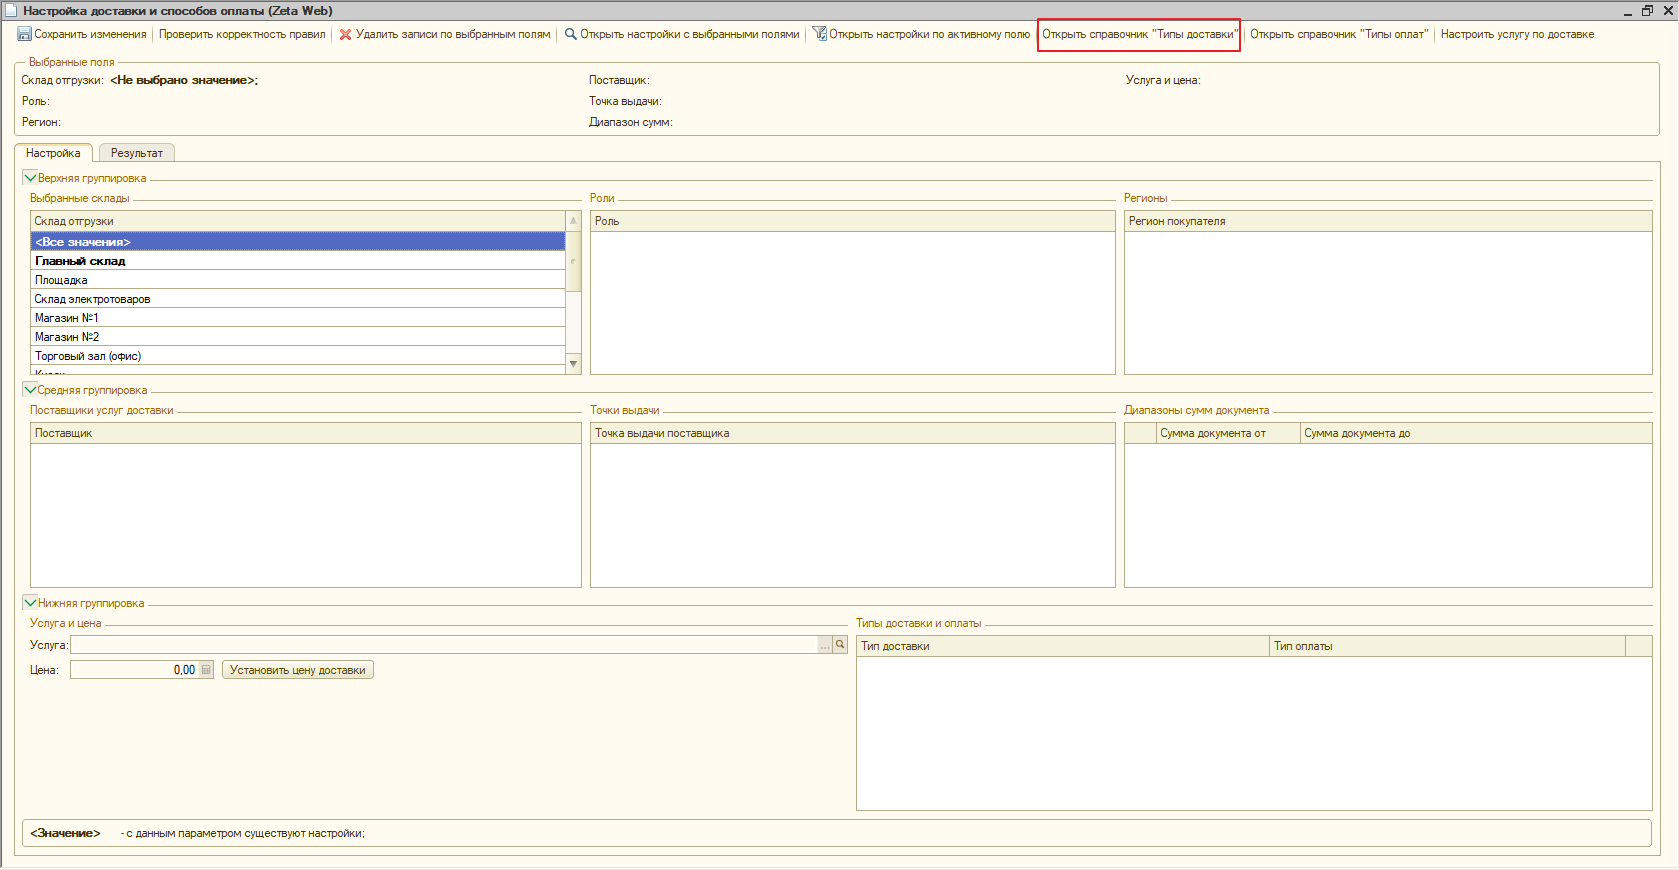 Настройка доставки и способов оплаты (Zeta Web)
Сохранить изменения Проверить корректность правил Удалить записи по выбранным полям Открыть настройки с выбранными полями Открыть настройки по активному полю Открыть справочник "Типы доставки" Открыть справочник "Типы оплат" Настроить услугу по доставке
Выбранные поля
Склад отгрузки: <Не выбрано значение>; Поставщик: Услуга и цена:
Роль: Точка выдачи:
Регион: Диапазон сумм:
Настройка Результат
Верхняя группировка
Выбранные склады Роли Регионы
Склад отгрузки Роль Регион покупателя
<Все значения>
Главный склад
Площадка
Склад электротоваров
Магазин №1
Магазин №2
Торговый зал (офис)
Средняя группировка
Поставщики услуг доставки Точки выдачи Диапазоны сумм документа
Поставщик Точка выдачи поставщика Сумма документа от Сумма документа до
Нижняя группировка
Услуга и цена Типы доставки и оплаты
Услуга: ... Тип доставки Тип оплаты
Цена: 0,00 Установить цену доставки
<Значение> - с данным параметром существуют настройки;